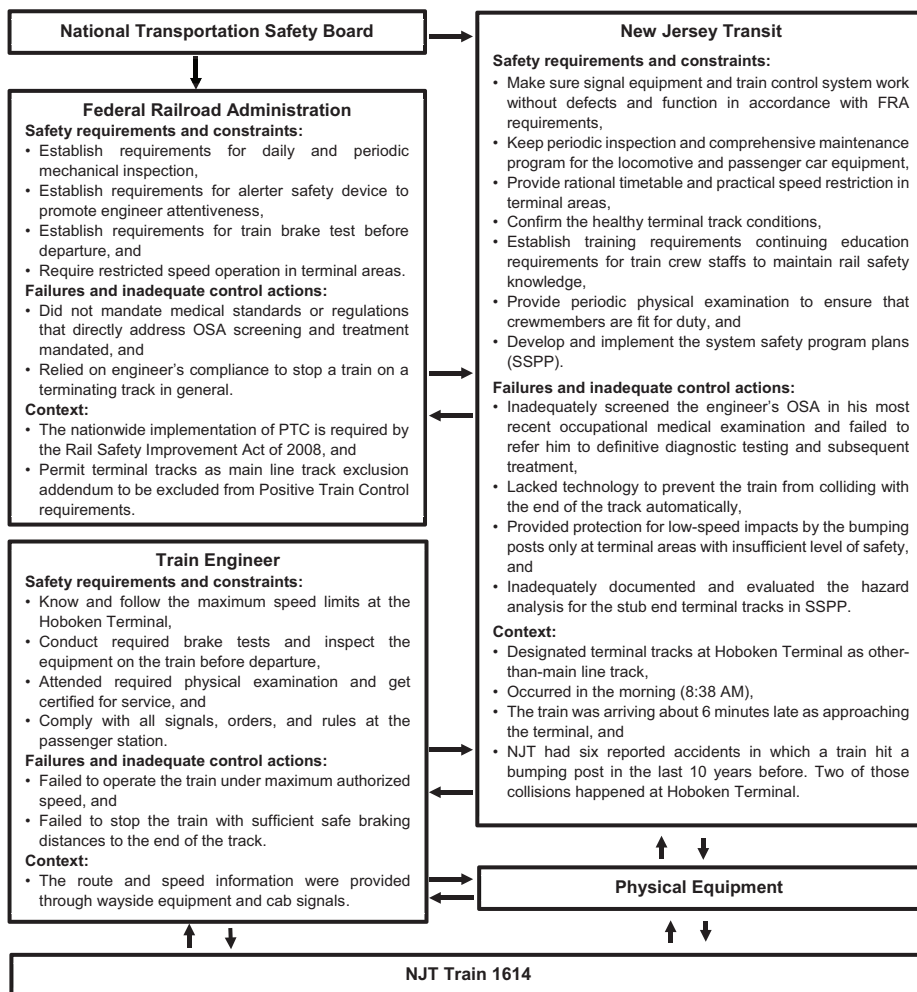 National Transportation Safety Board
Federal Railroad Administration
Safety requirements and constraints:
• Establish requirements for daily and periodic
mechanical inspection,
• Establish requirements for alerter safety device to
promote engineer attentiveness,
• Establish requirements for train brake test before
departure, and
• Require restricted speed operation in terminal areas.
Failures and inadequate control actions:
• Did not mandate medical standards or regulations
that directly address OSA screening and treatment
mandated, and
• Relied on engineer's compliance to stop a train on a
terminating track in general.
Context:
• The nationwide implementation of PTC is required by
the Rail Safety Improvement Act of 2008, and
• Permit terminal tracks as main line track exclusion
addendum to be excluded from Positive Train Control
requirements.
Train Engineer
Safety requirements and constraints:
• Know and follow the maximum speed limits at the
Hoboken Terminal,
• Conduct required brake tests and inspect the
equipment on the train before departure,
• Attended required physical examination and get
certified for service, and
• Comply with all signals, orders, and rules at the
passenger station.
Failures and inadequate control actions:
• Failed to operate the train under maximum authorized
speed, and
• Failed to stop the train with sufficient safe braking
distances to the end of the track.
Context:
• The route and speed information were provided
through wayside equipment and cab signals.
New Jersey Transit
Safety requirements and constraints:
• Make sure signal equipment and train control system work
without defects and function in accordance with FRA
requirements,
• Keep periodic inspection and comprehensive maintenance
program for the locomotive and passenger car equipment,
• Provide rational timetable and practical speed restriction in
terminal areas,
• Confirm the healthy terminal track conditions,
• Establish training requirements continuing education
requirements for train crew staffs to maintain rail safety
knowledge,
• Provide periodic physical examination to ensure that
crewmembers are fit for duty, and
• Develop and implement the system safety program plans
(SSPP).
Failures and inadequate control actions:
• Inadequately screened the engineer's OSA in his most
recent occupational medical examination and failed to
refer him to definitive diagnostic testing and subsequent
treatment,
• Lacked technology to prevent the train from colliding with
the end of the track automatically,
• Provided protection for low-speed impacts by the bumping
posts only at terminal areas with insufficient level of safety,
and
• Inadequately documented and evaluated the hazard
analysis for the stub end terminal tracks in SSPP.
Context:
• Designated terminal tracks at Hoboken Terminal as other-
than-main line track,
• Occurred in the morning (8:38 AM),
• The train was arriving about 6 minutes late as approaching
the terminal, and
• NJT had six reported accidents in which a train hit a
bumping post in the last 10 years before. Two of those
collisions happened at Hoboken Terminal.
Physical Equipment
NJT Train 1614